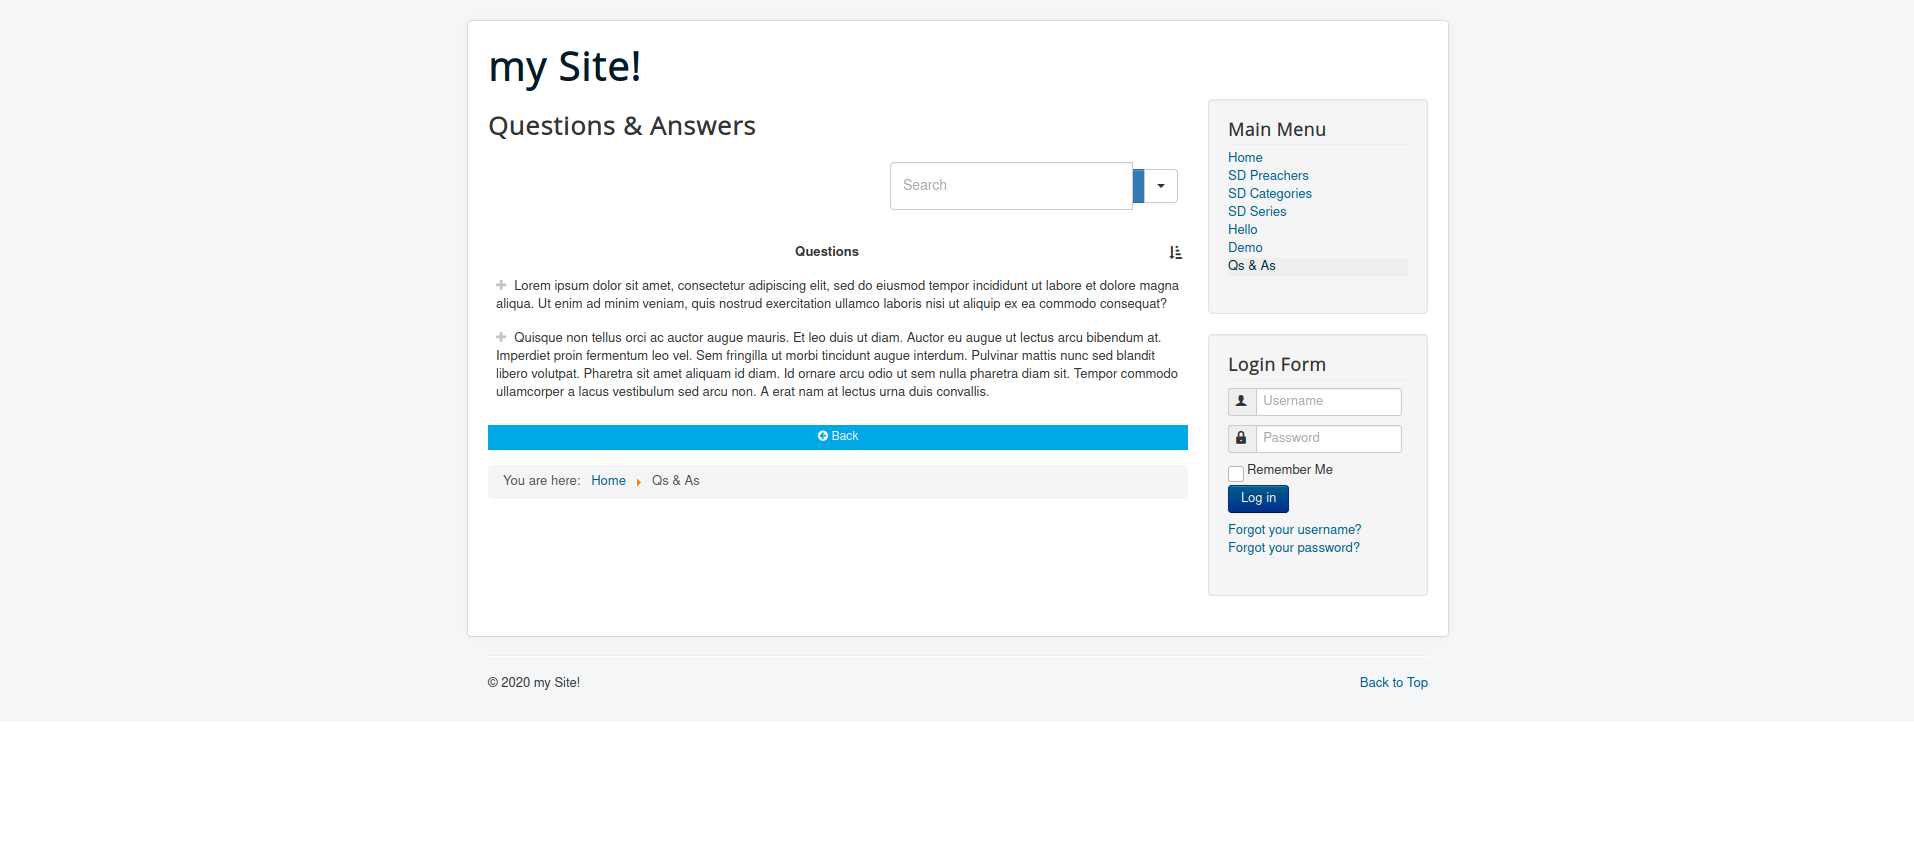 my Site!
Questions & Answers
Search
Questions
Lorem ipsum dolor sit amet, consectetur adipiscing elit, sed do eiusmod tempor incididunt ut labore et dolore magna
aliqua. Ut enim ad minim veniam, quis nostrud exercitation ullamco laboris nisi ut aliquip ex ea commodo consequat?
Quisque non tellus orci ac auctor augue mauris. Et leo duis ut diam. Auctor eu augue ut lectus arcu bibendum at.
Imperdiet proin fermentum leo vel. Sem fringilla ut morbi tincidunt augue interdum. Pulvinar mattis nunc sed blandit
libero volutpat. Pharetra sit amet aliquam id diam. Id ornare arcu odio ut sem nulla pharetra diam sit. Tempor commodo
ullamcorper a lacus vestibulum sed arcu non. A erat nam at lectus urna duis convallis.
Back
You are here: Home Qs & As
Main Menu
Home
SD Preachers
SD Categories
SD Series
Hello
Demo
Qs & As
Login Form
Username
Password
Remember Me
Log in
Forgot your username?
Forgot your password?
© 2020 my Site!
Back to Top